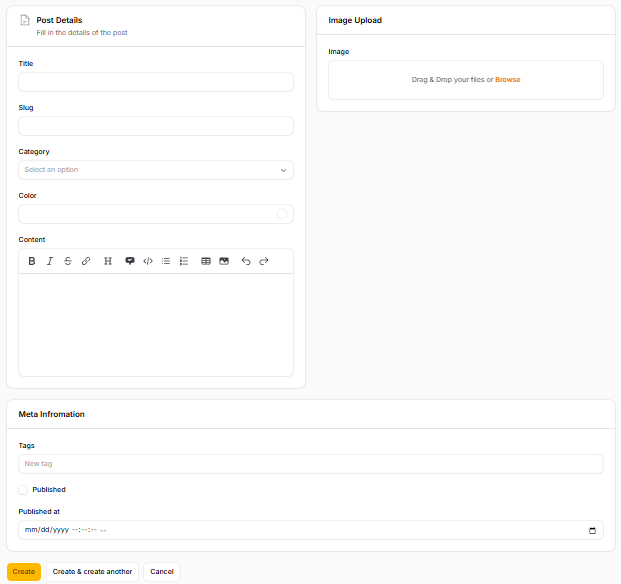 Post Details
Fill in the details of the post
Title
Slug
Category
Select an option
Color
Content
B I S H </>
Image Upload
Image
Drag & Drop your files or Browse
Meta Infromation
Tags
New tag
Published
Published at
mm/dd/yyyy --:--:-- --
Create
Create & create another
Cancel